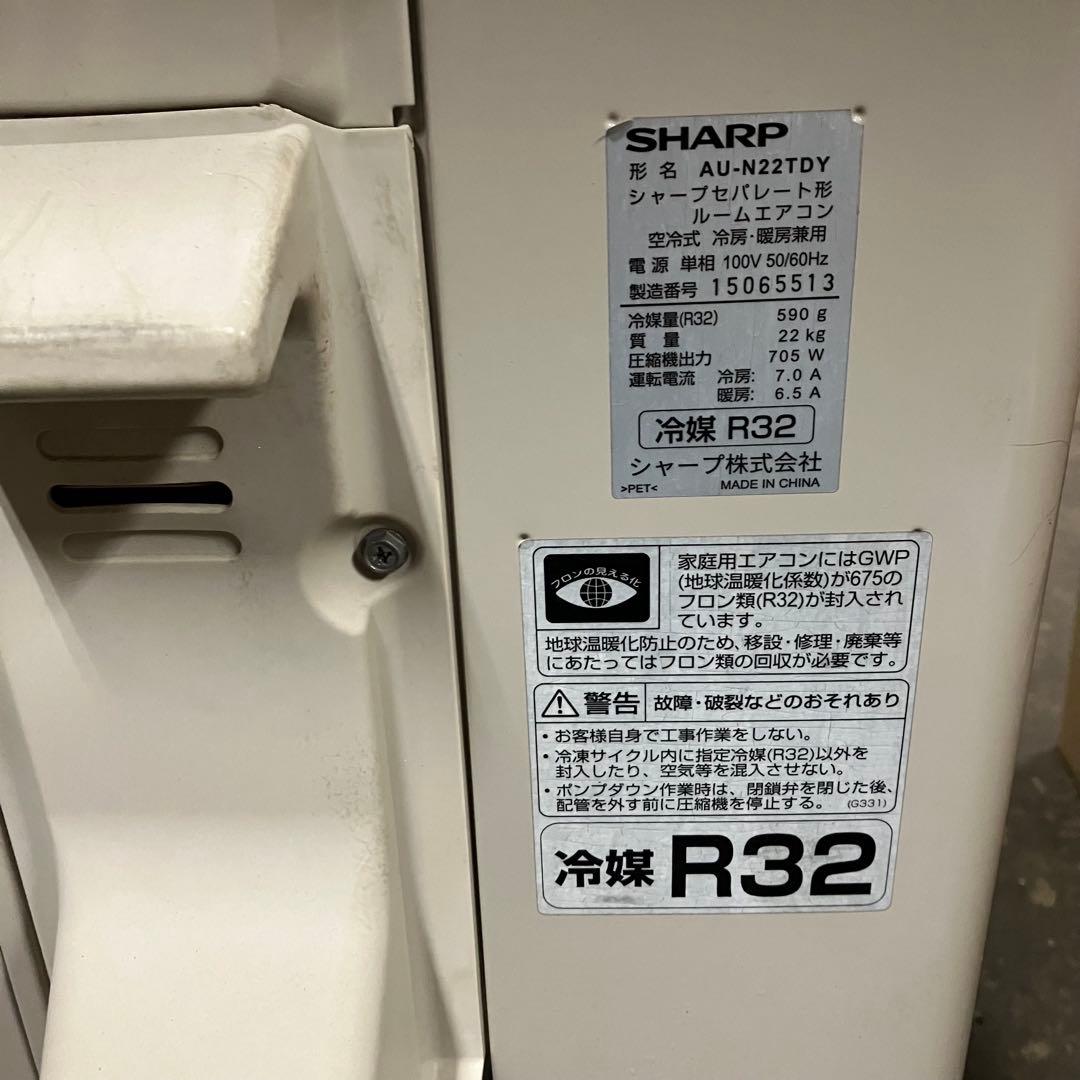 SHARP
形 名 AU-N22TDY
シャープセパレート形
ルームエアコン
空冷式 冷房・暖房兼用
電 源 単相 100V 50/60Hz
製造番号 15065513
冷媒量(R32) 590 g
質 量 22 kg
圧縮機出力 705 W
運転電流 冷房: 7.0 A
暖房: 6.5 A
冷媒 R32
シャープ株式会社
>PET< MADE IN CHINA
フロンの見える化
家庭用エアコンにはGWP
(地球温暖化係数)が675の
フロン類(R32)が封入され
ています。
地球温暖化防止のため、移設・修理・廃棄等
にあたってはフロン類の回収が必要です。
警告 故障・破裂などのおそれあり
・お客様自身で工事作業をしない。
・冷凍サイクル内に指定冷媒(R32)以外を
封入したり、空気等を混入させない。
・ポンプダウン作業時は、閉鎖弁を閉じた後、
配管を外す前に圧縮機を停止する。 (G331)
冷媒 R32